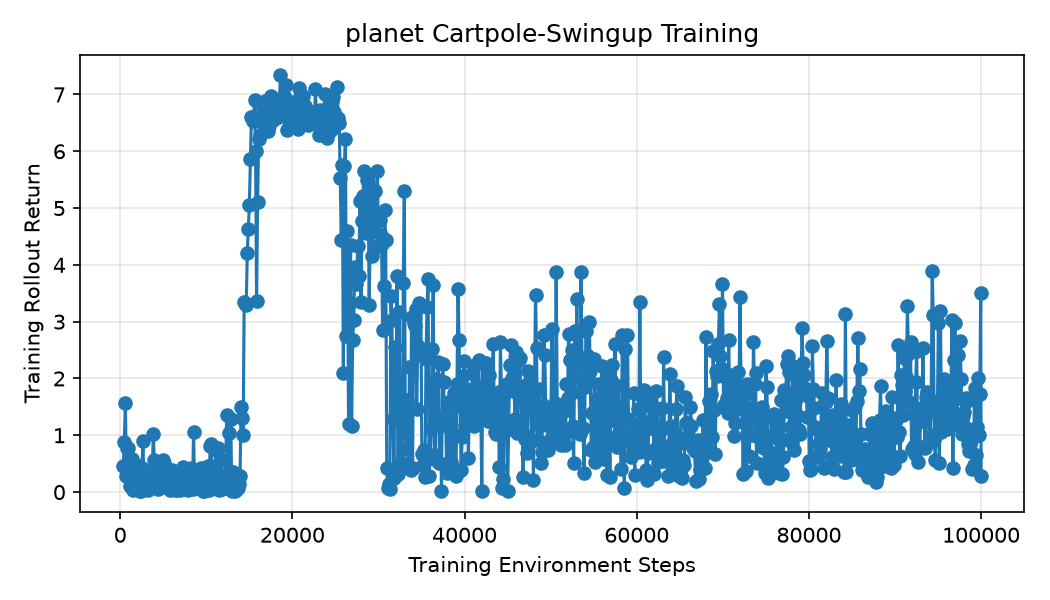 planet Cartpole-Swingup Training
Training Rollout Return
7
6
5
4
3
2
1
0
0 20000 40000 60000 80000 100000
Training Environment Steps